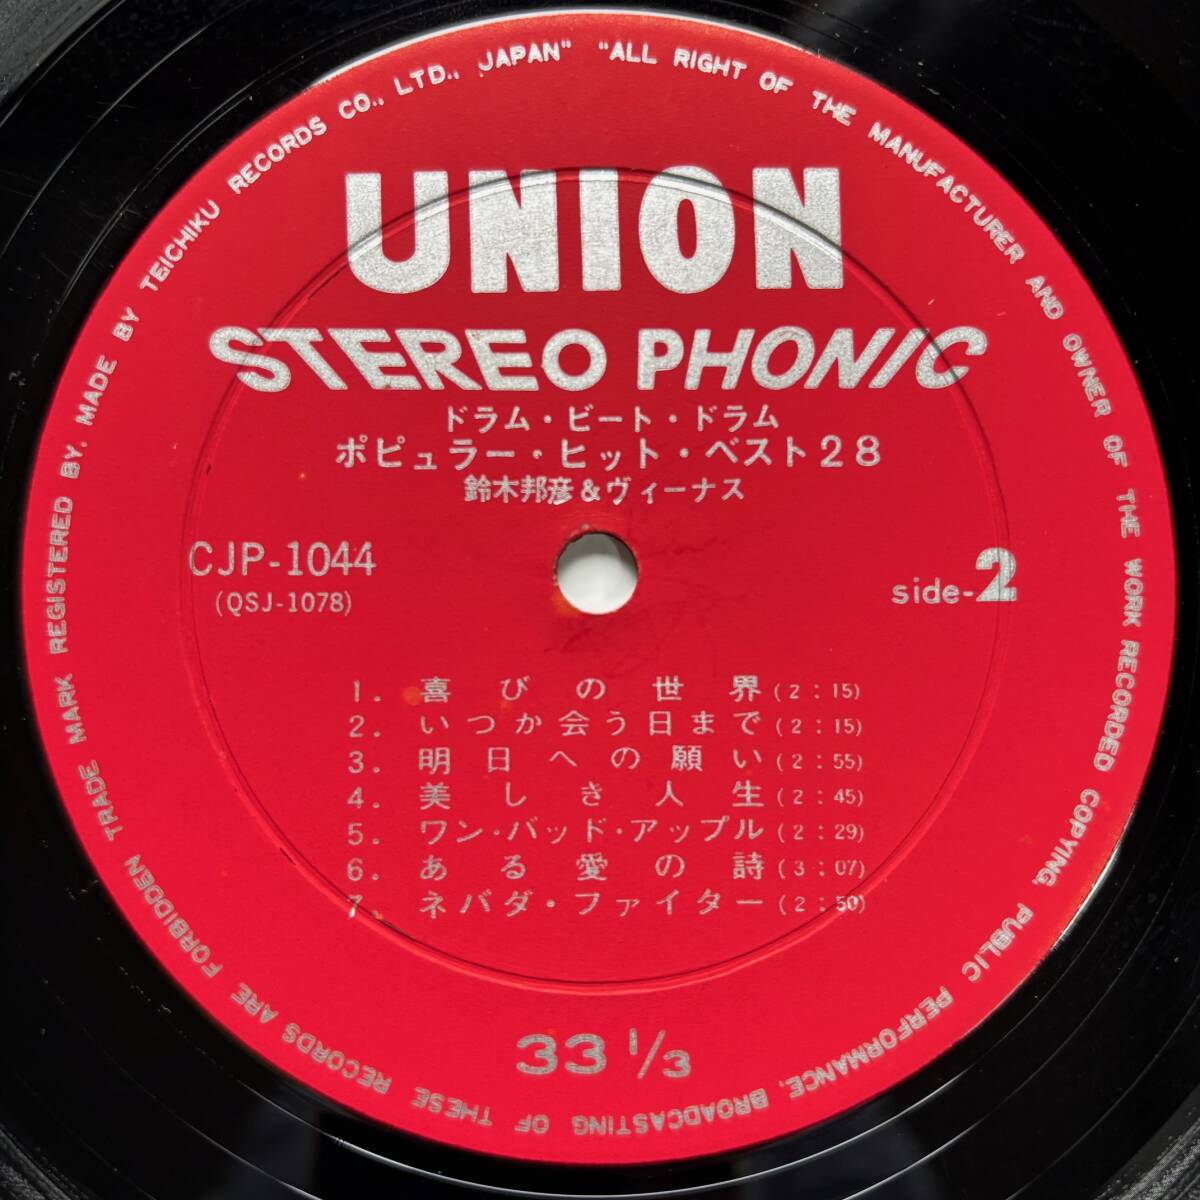 UNION
STEREO PHONIC
ドラム・ビート・ドラム
ポピュラー・ヒット・ベスト28
鈴木邦彦&ヴィーナス
CJP-1044
(QSJ-1078)
side-2
1. 喜びの世界(2:15)
2. いつか会う日まで(2:15)
3. 明日への願い(2:55)
4. 美しき人生(2:45)
5. ワン・バッド・アップル(2:29)
6. ある愛の詩(3:07)
7. ネバダ・ファイター(2:50)
33 1/3
TRADE MARK REGISTERED BY, MADE BY TEICHIKU RECORDS CO., LTD., JAPAN" "ALL RIGHT OF THE MANUFACTURER AND OWNER OF THE WORK RECORDED COPYING, PUBLIC PERFORMANCE, BROADCASTING OF THESE RECORDS ARE FORBIDDEN